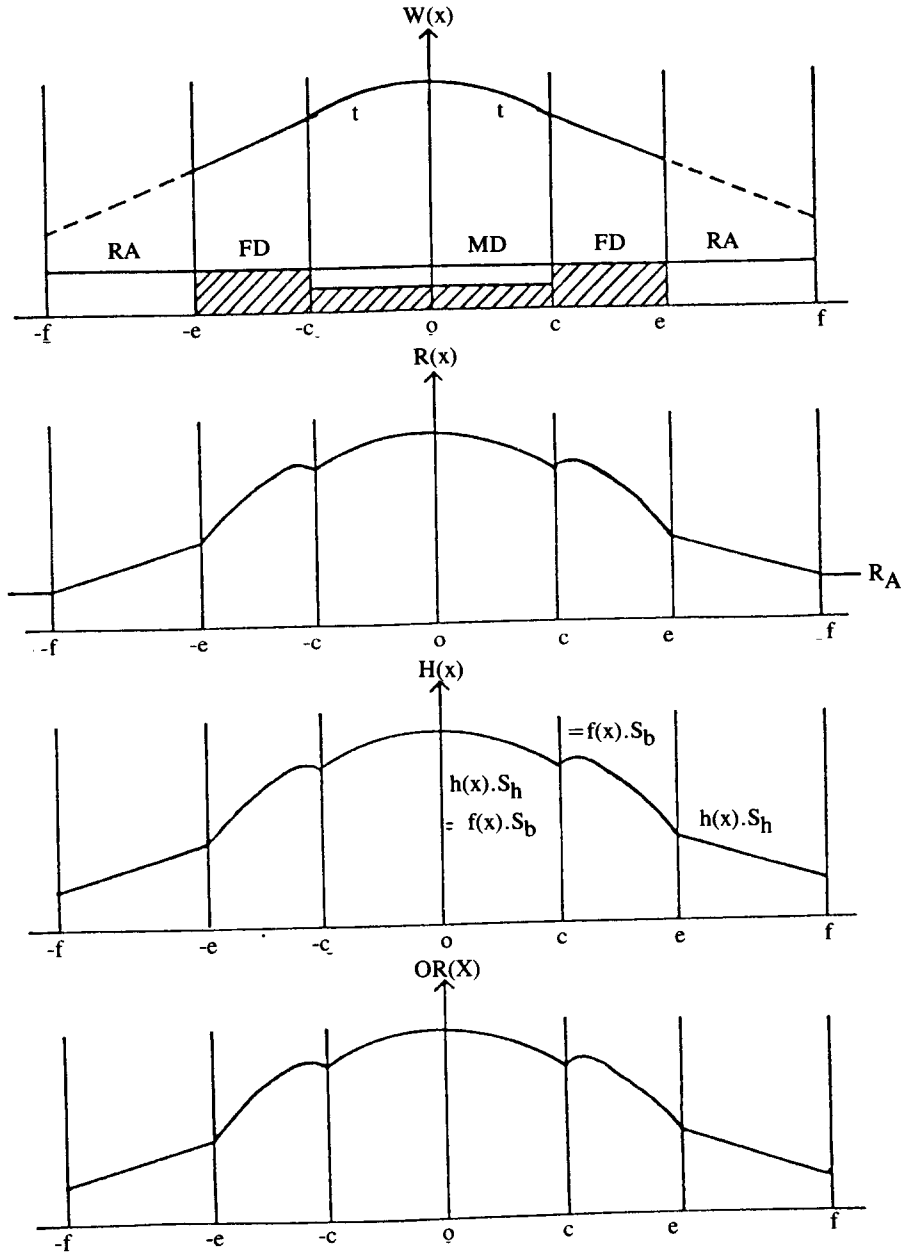 W(x)
t t
RA FD MD FD RA
-f -e -c o c e f
R(x)
R_A
-f -e -c o c e f
H(x)
=f(x).S_b
h(x).S_h
= f(x).S_b
h(x).S_h
-f -e -c o c e f
OR(X)
-f -e -c o c e f